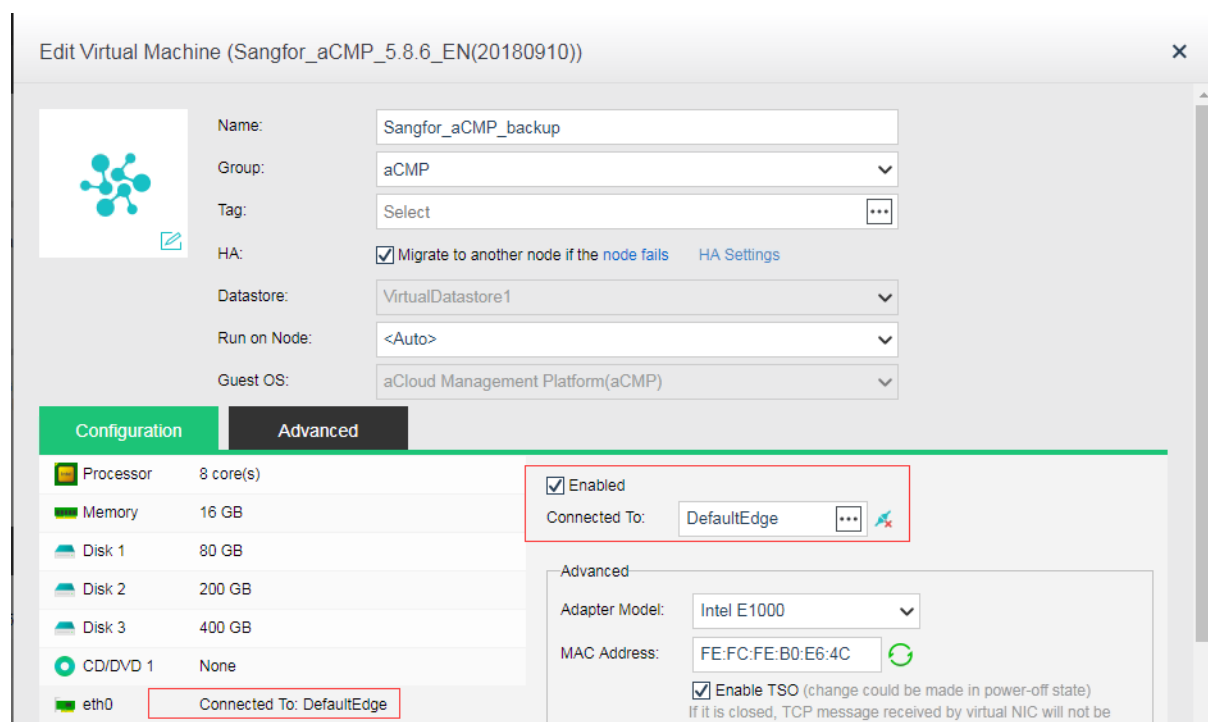 Edit Virtual Machine (Sangfor_aCMP_5.8.6_EN(20180910))
Name: Sangfor_aCMP_backup
Group: aCMP
Tag: Select
HA: Migrate to another node if the node fails HA Settings
Datastore: VirtualDatastore1
Run on Node: <Auto>
Guest OS: aCloud Management Platform(aCMP)
Configuration Advanced
Processor 8 core(s)
Memory 16 GB
Disk 1 80 GB
Disk 2 200 GB
Disk 3 400 GB
CD/DVD 1 None
eth0 Connected To: DefaultEdge
Enabled
Connected To: DefaultEdge
Advanced
Adapter Model: Intel E1000
MAC Address: FE:FC:FE:B0:E6:4C
Enable TSO (change could be made in power-off state)
If it is closed, TCP message received by virtual NIC will not be